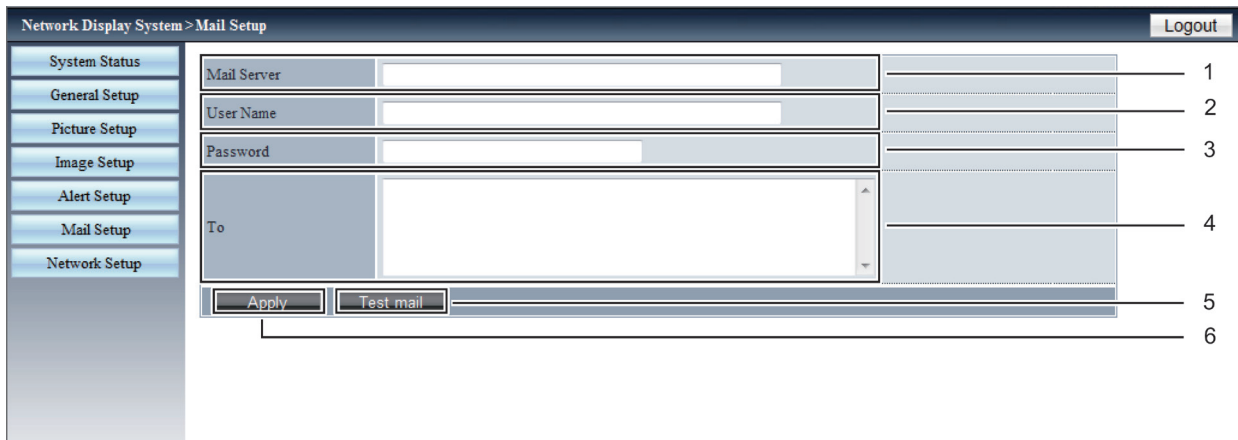 Network Display System > Mail Setup Logout
System Status
General Setup
Picture Setup
Image Setup
Alert Setup
Mail Setup
Network Setup
Mail Server 1
User Name 2
Password 3
To 4
Apply Test mail 5
6